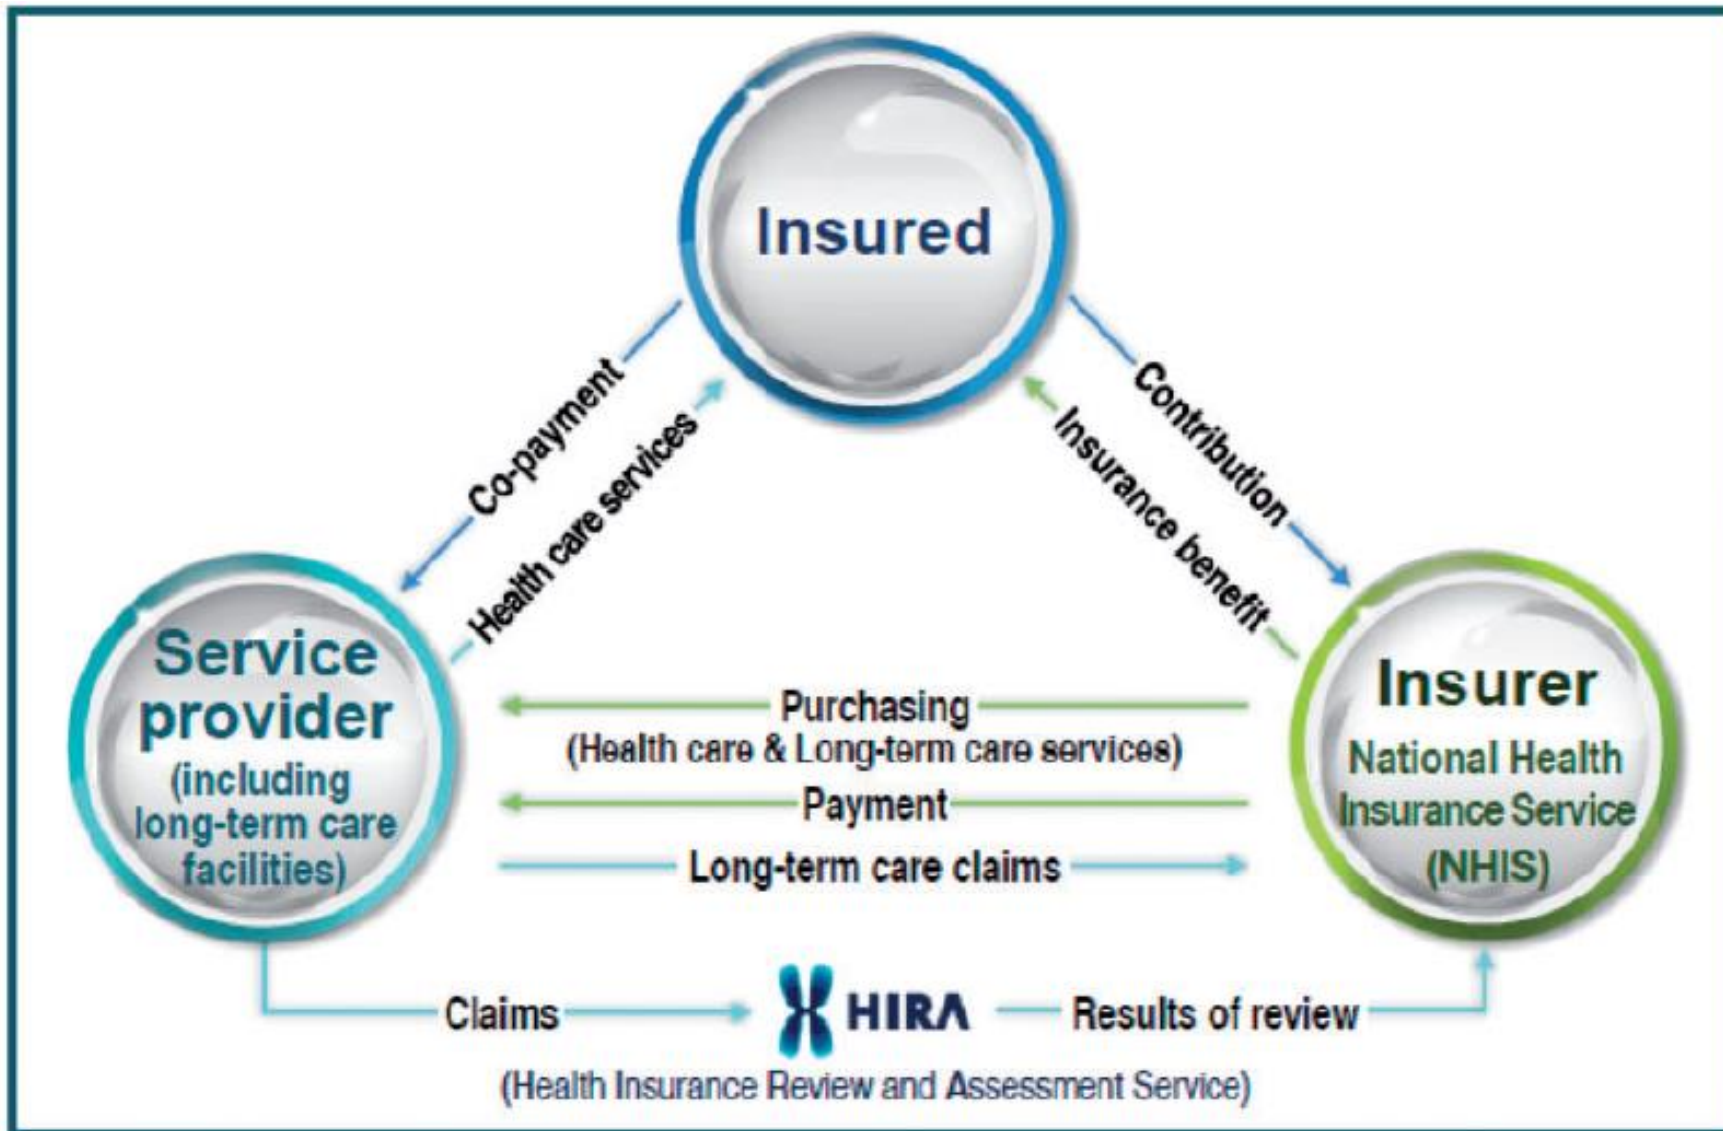 Insured
Co-payment
Health care services
Contribution
Insurance benefit
Service
provider
(including
long-term care
facilities)
Purchasing
(Health care & Long-term care services)
Payment
Long-term care claims
Insurer
National Health
Insurance Service
(NHIS)
Claims
HIRA
Results of review
(Health Insurance Review and Assessment Service)